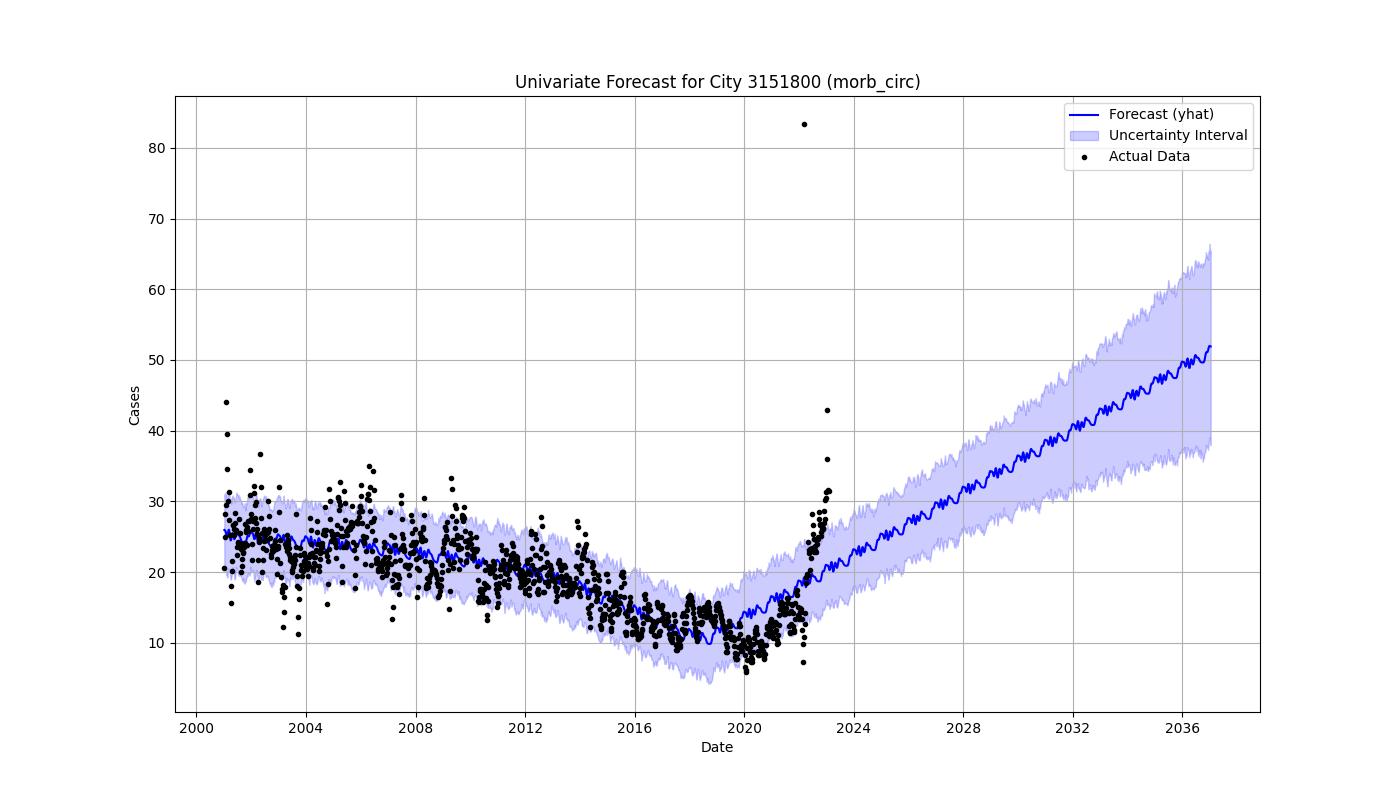 Univariate Forecast for City 3151800 (morb_circ)
Forecast (yhat)
Uncertainty Interval
Actual Data
Cases
80
70
60
50
40
30
20
10
2000 2004 2008 2012 2016 2020 2024 2028 2032 2036
Date